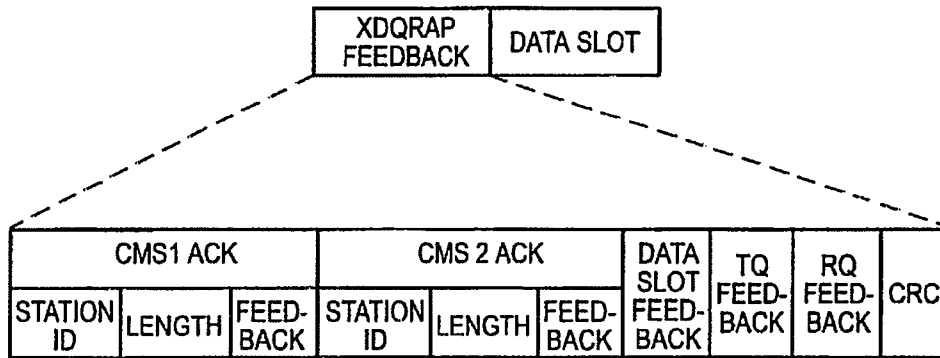 XDQRAP
FEEDBACK
DATA SLOT
CMS1 ACK
CMS 2 ACK
DATA
SLOT
FEED-
BACK
TQ
FEED-
BACK
RQ
FEED-
BACK
CRC
STATION
ID
LENGTH
FEED-
BACK
STATION
ID
LENGTH
FEED-
BACK